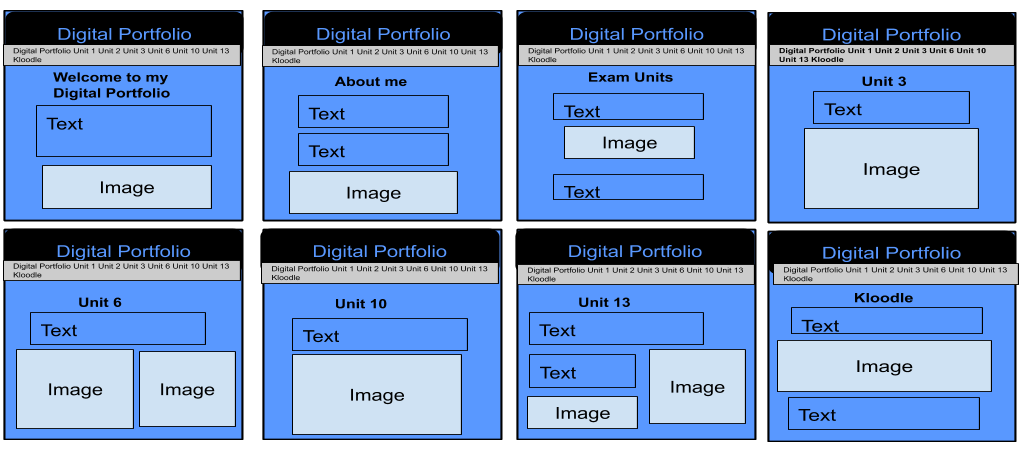 Digital Portfolio
Digital Portfolio Unit 1 Unit 2 Unit 3 Unit 6 Unit 10 Unit 13
Kloodle
Welcome to my
Digital Portfolio
Text
Image
Digital Portfolio
Digital Portfolio Unit 1 Unit 2 Unit 3 Unit 6 Unit 10 Unit 13
Kloodle
About me
Text
Text
Image
Digital Portfolio
Digital Portfolio Unit 1 Unit 2 Unit 3 Unit 6 Unit 10 Unit 13
Kloodle
Exam Units
Text
Image
Text
Digital Portfolio
Digital Portfolio Unit 1 Unit 2 Unit 3 Unit 6 Unit 10
Unit 13 Kloodle
Unit 3
Text
Image
Digital Portfolio
Digital Portfolio Unit 1 Unit 2 Unit 3 Unit 6 Unit 10 Unit 13
Kloodle
Unit 6
Text
Image
Image
Digital Portfolio
Digital Portfolio Unit 1 Unit 2 Unit 3 Unit 6 Unit 10 Unit 13
Kloodle
Unit 10
Text
Image
Digital Portfolio
Digital Portfolio Unit 1 Unit 2 Unit 3 Unit 6 Unit 10 Unit 13
Kloodle
Unit 13
Text
Text
Image
Image
Digital Portfolio
Digital Portfolio Unit 1 Unit 2 Unit 3 Unit 6 Unit 10 Unit 13
Kloodle
Kloodle
Text
Image
Text